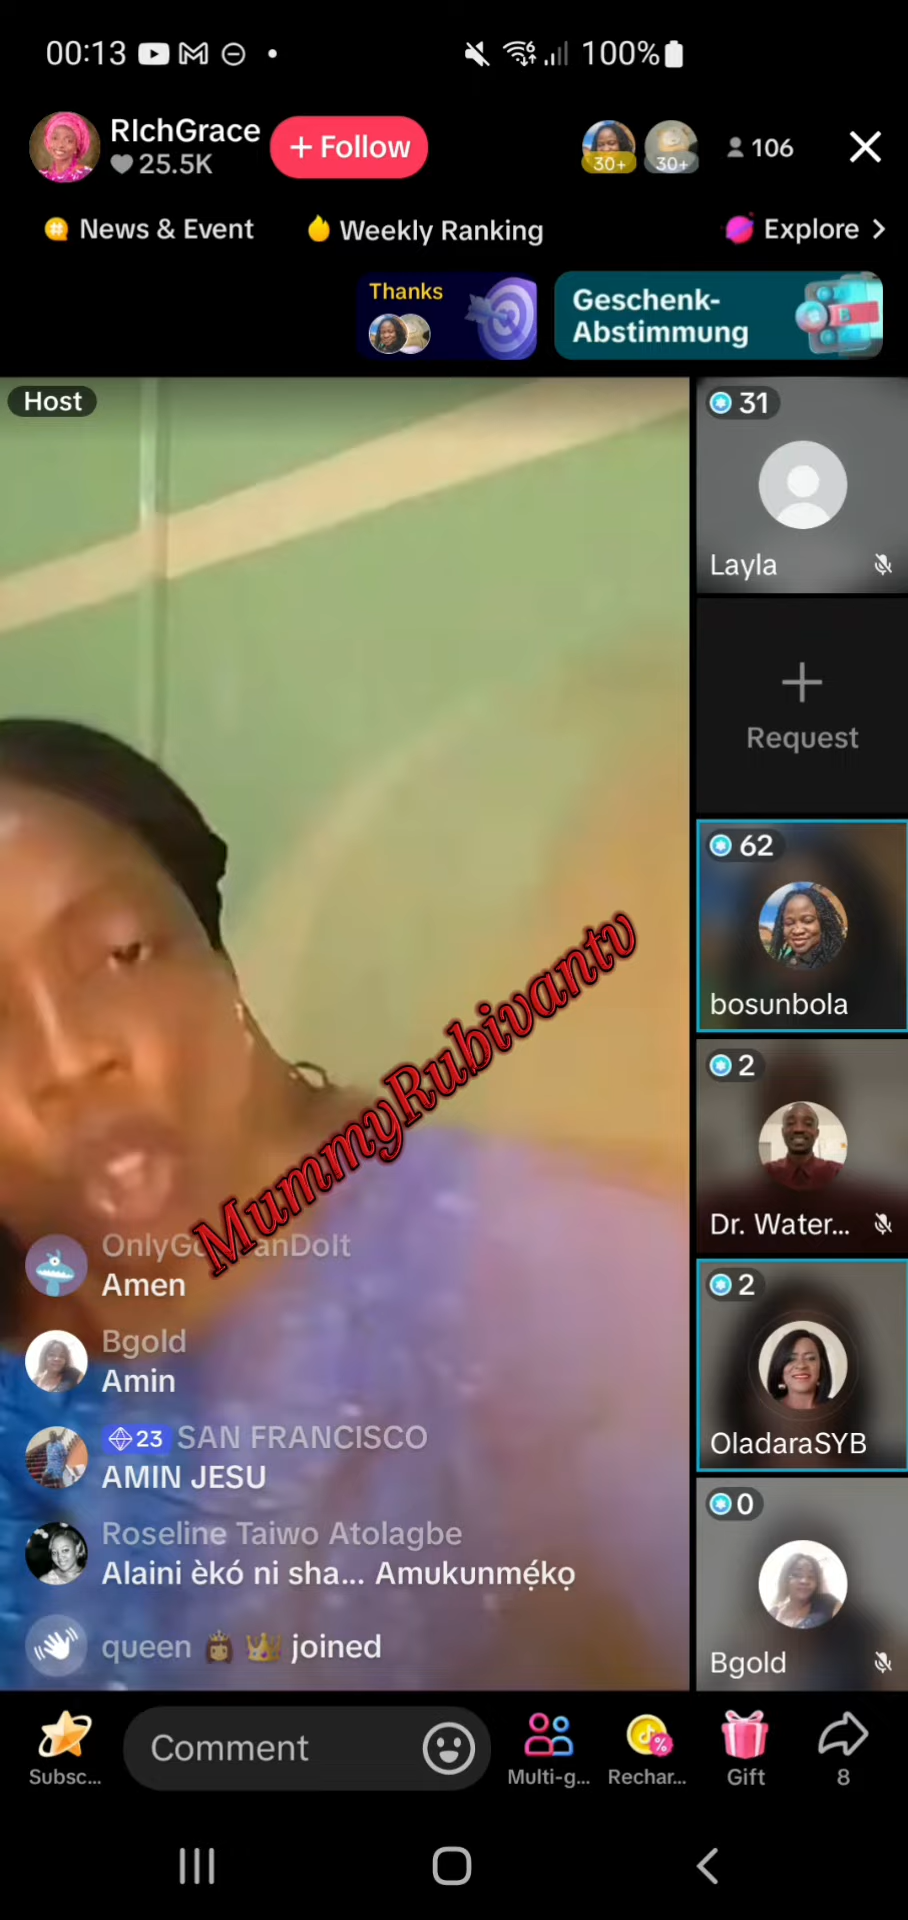 00:13
100%
RIchGrace
25.5K
+ Follow
30+
30+
106
News & Event
Weekly Ranking
Explore >
Thanks
Geschenk-
Abstimmung
Host
31
Layla
Request
62
bosunbola
2
Dr. Water...
2
OladaraSYB
0
Bgold
MummyRubivantv
Amen
Bgold
Amin
23 SAN FRANCISCO
AMIN JESU
Roseline Taiwo Atolagbe
Alaini èkó ni sha... Amukunmẹ́kọ
queen joined
Subsc...
Comment
Multi-g...
Rechar...
Gift
8